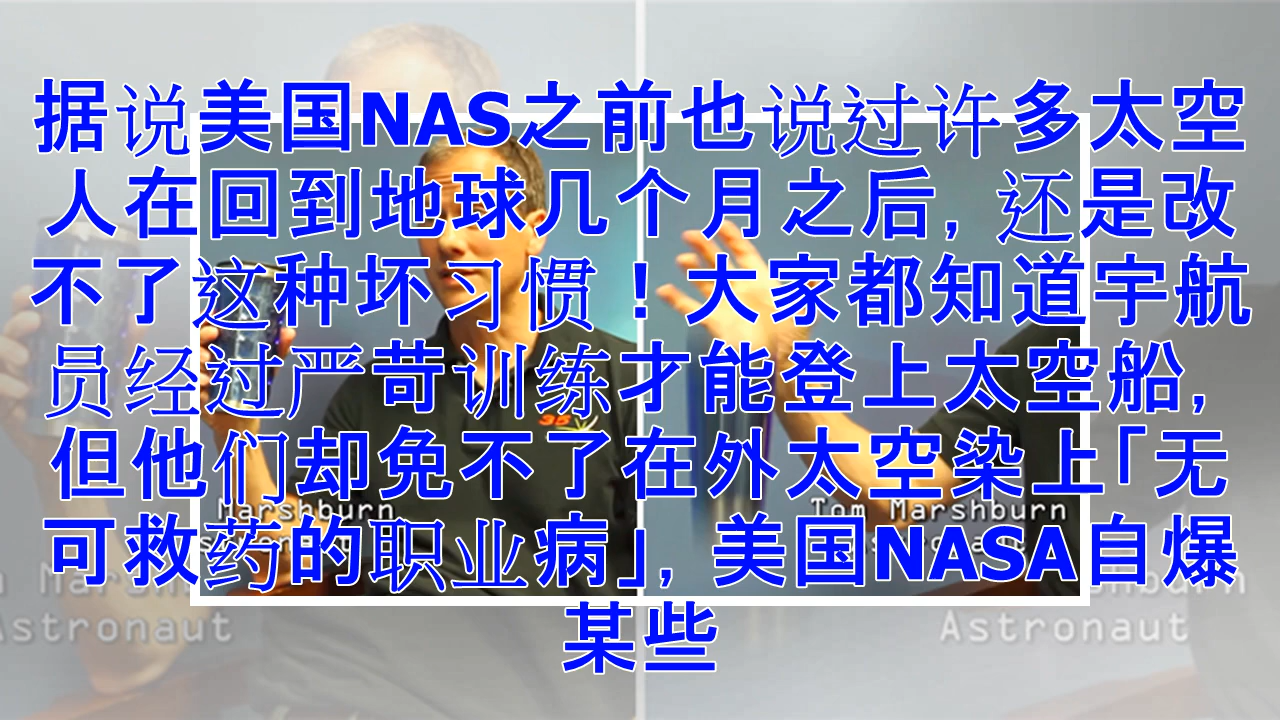 据说美国NAS之前也说过许多太空
人在回到地球几个月之后，还是改
不了这种坏习惯！大家都知道宇航
员经过严苛训练才能登上太空船，
但他们却免不了在外太空染上「无
可救药的职业病」，美国NASA自爆
某些
35
Marshburn
Tom Marshburn
Astronaut
Astronaut